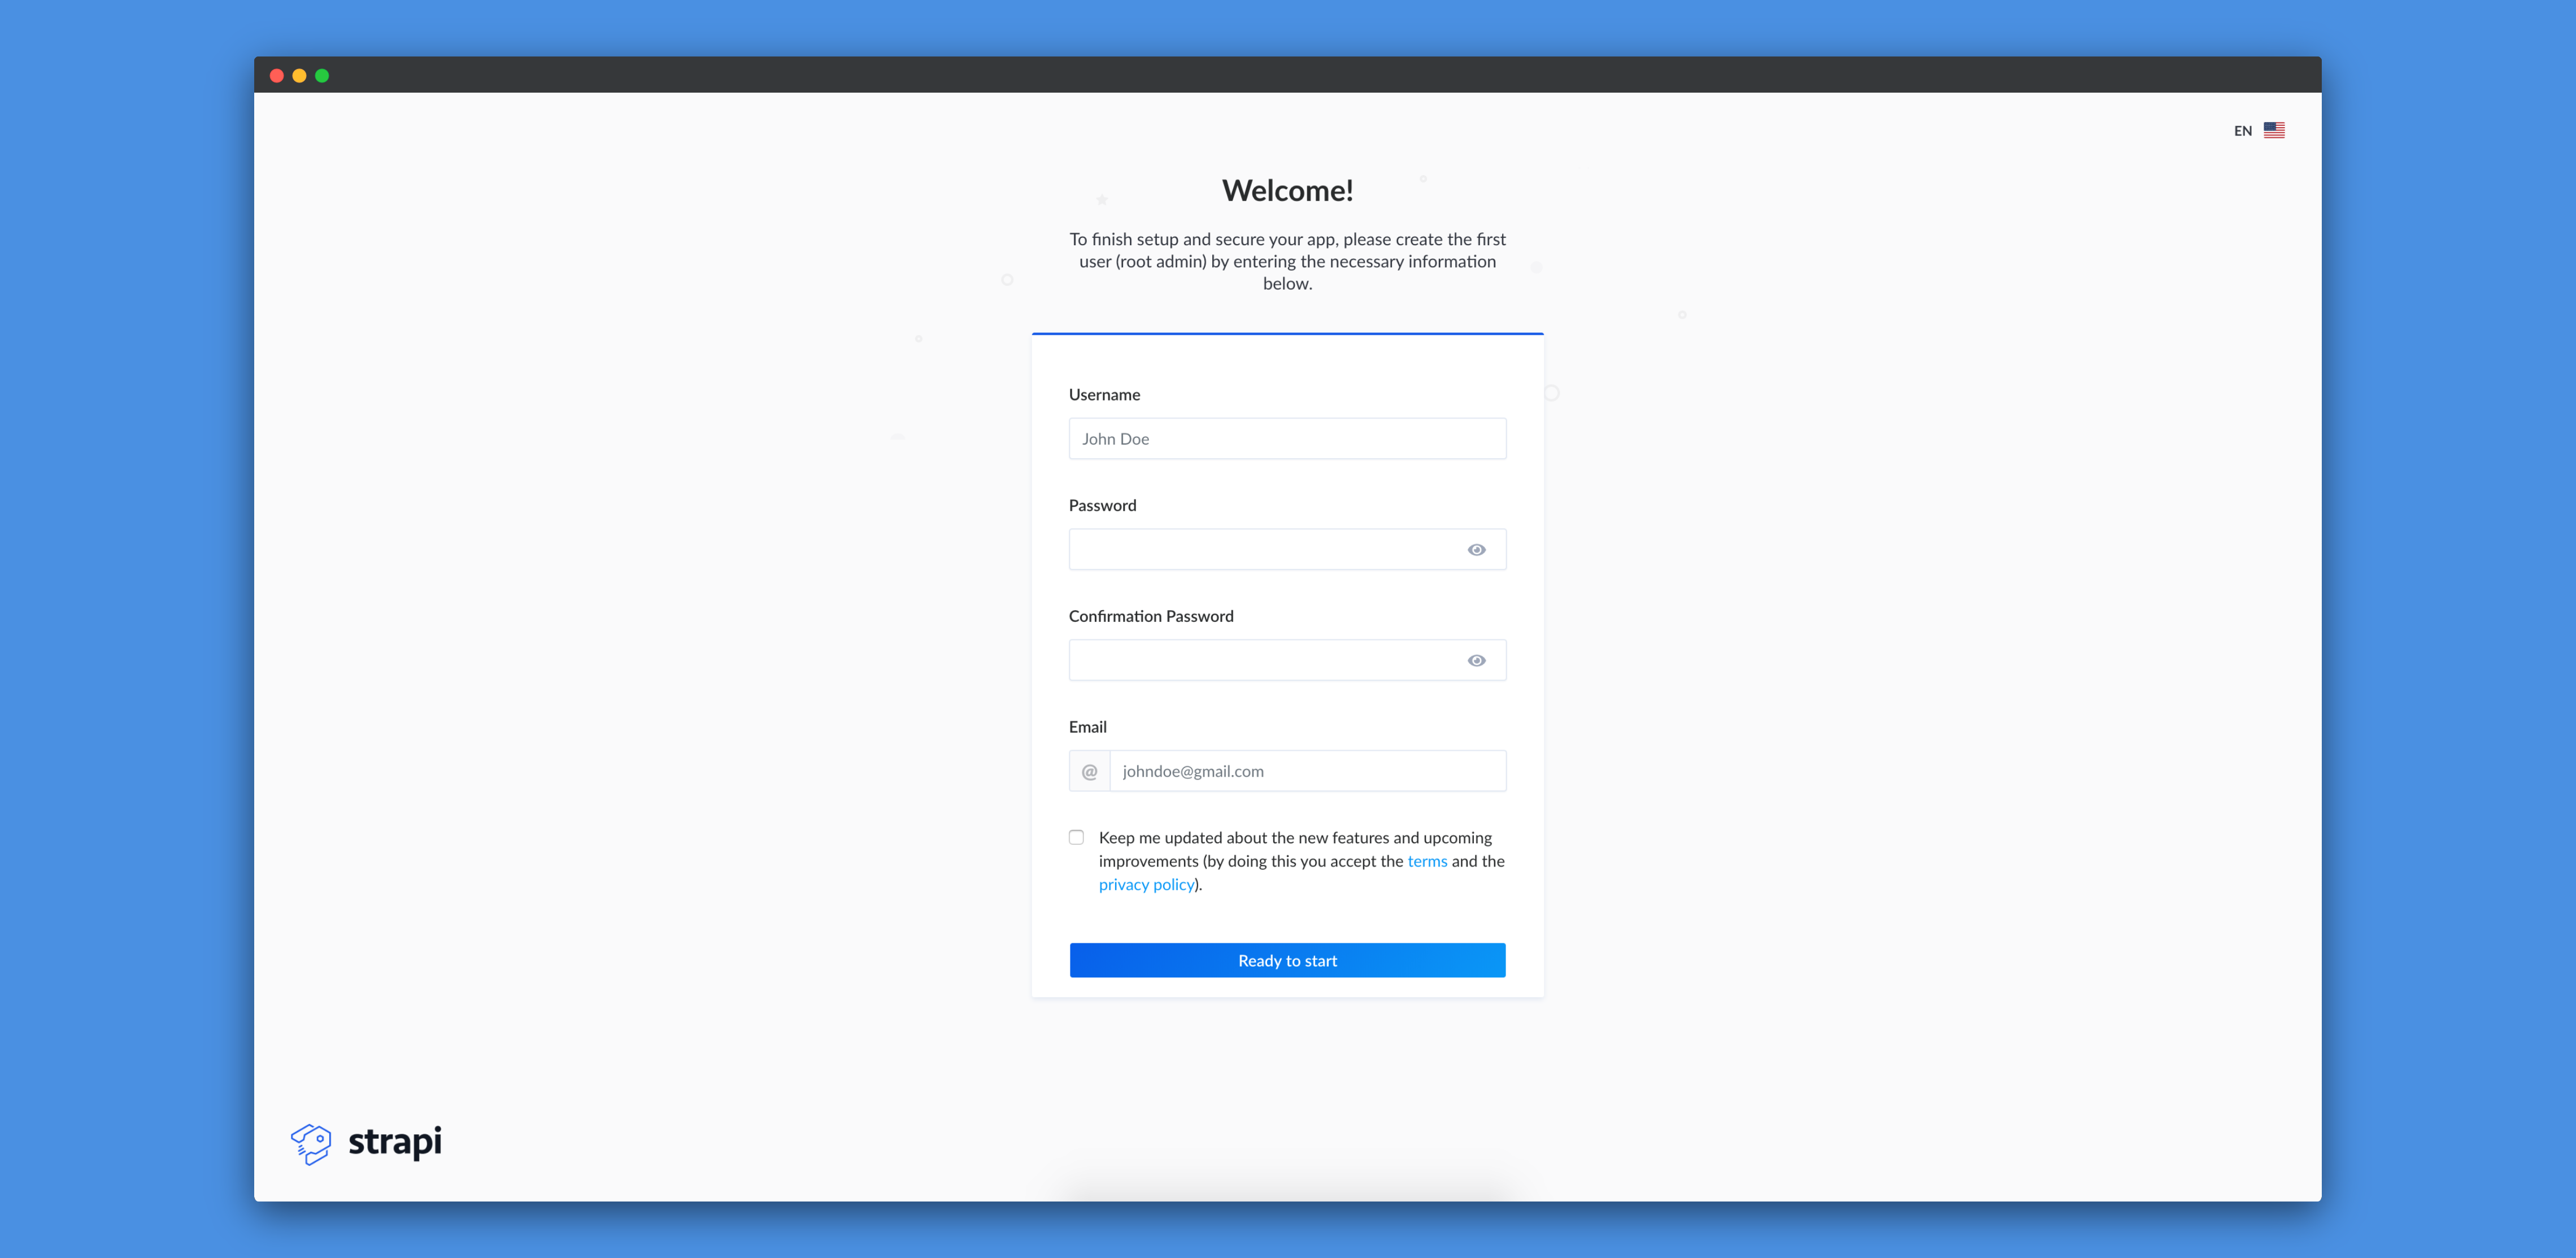 EN
Welcome!
To finish setup and secure your app, please create the first
user (root admin) by entering the necessary information
below.
Username
John Doe
Password
Confirmation Password
Email
@ johndoe@gmail.com
Keep me updated about the new features and upcoming
improvements (by doing this you accept the terms and the
privacy policy).
Ready to start
strapi